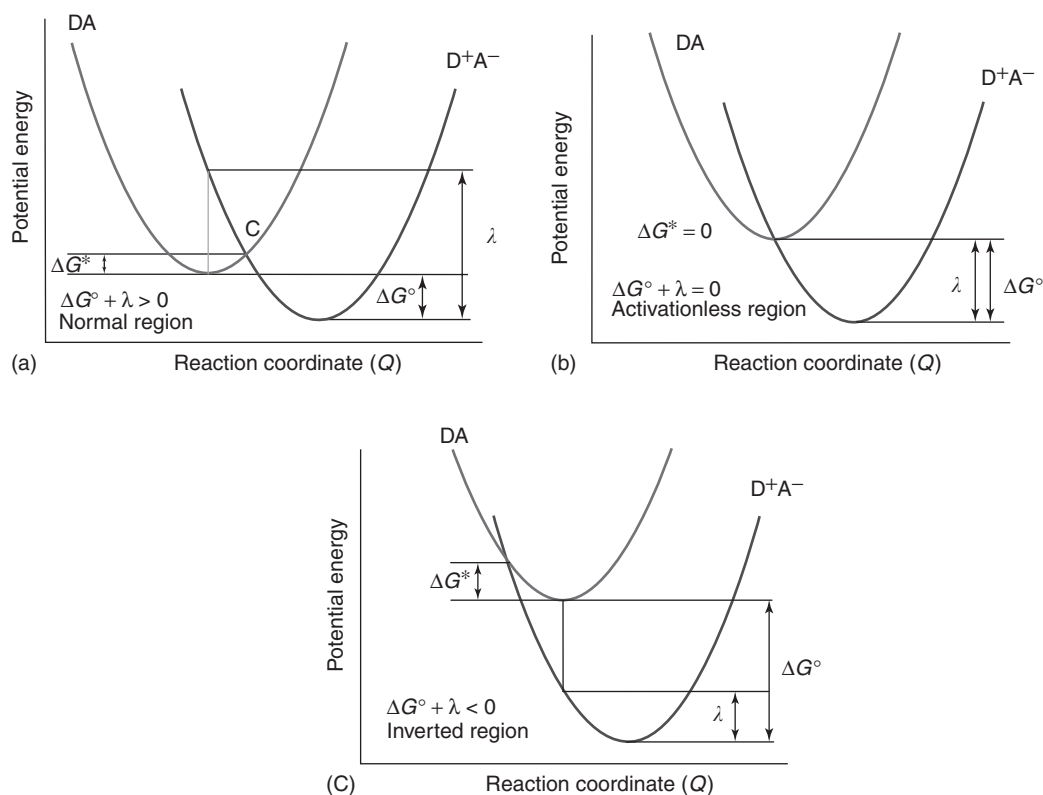 DA
D⁺A⁻
Potential energy
C
λ
ΔG*
ΔG°
ΔG° + λ > 0
Normal region
(a)
Reaction coordinate (Q)
DA
D⁺A⁻
Potential energy
ΔG* = 0
λ
ΔG°
ΔG° + λ = 0
Activationless region
(b)
Reaction coordinate (Q)
DA
D⁺A⁻
Potential energy
ΔG*
ΔG°
λ
ΔG° + λ < 0
Inverted region
(C)
Reaction coordinate (Q)